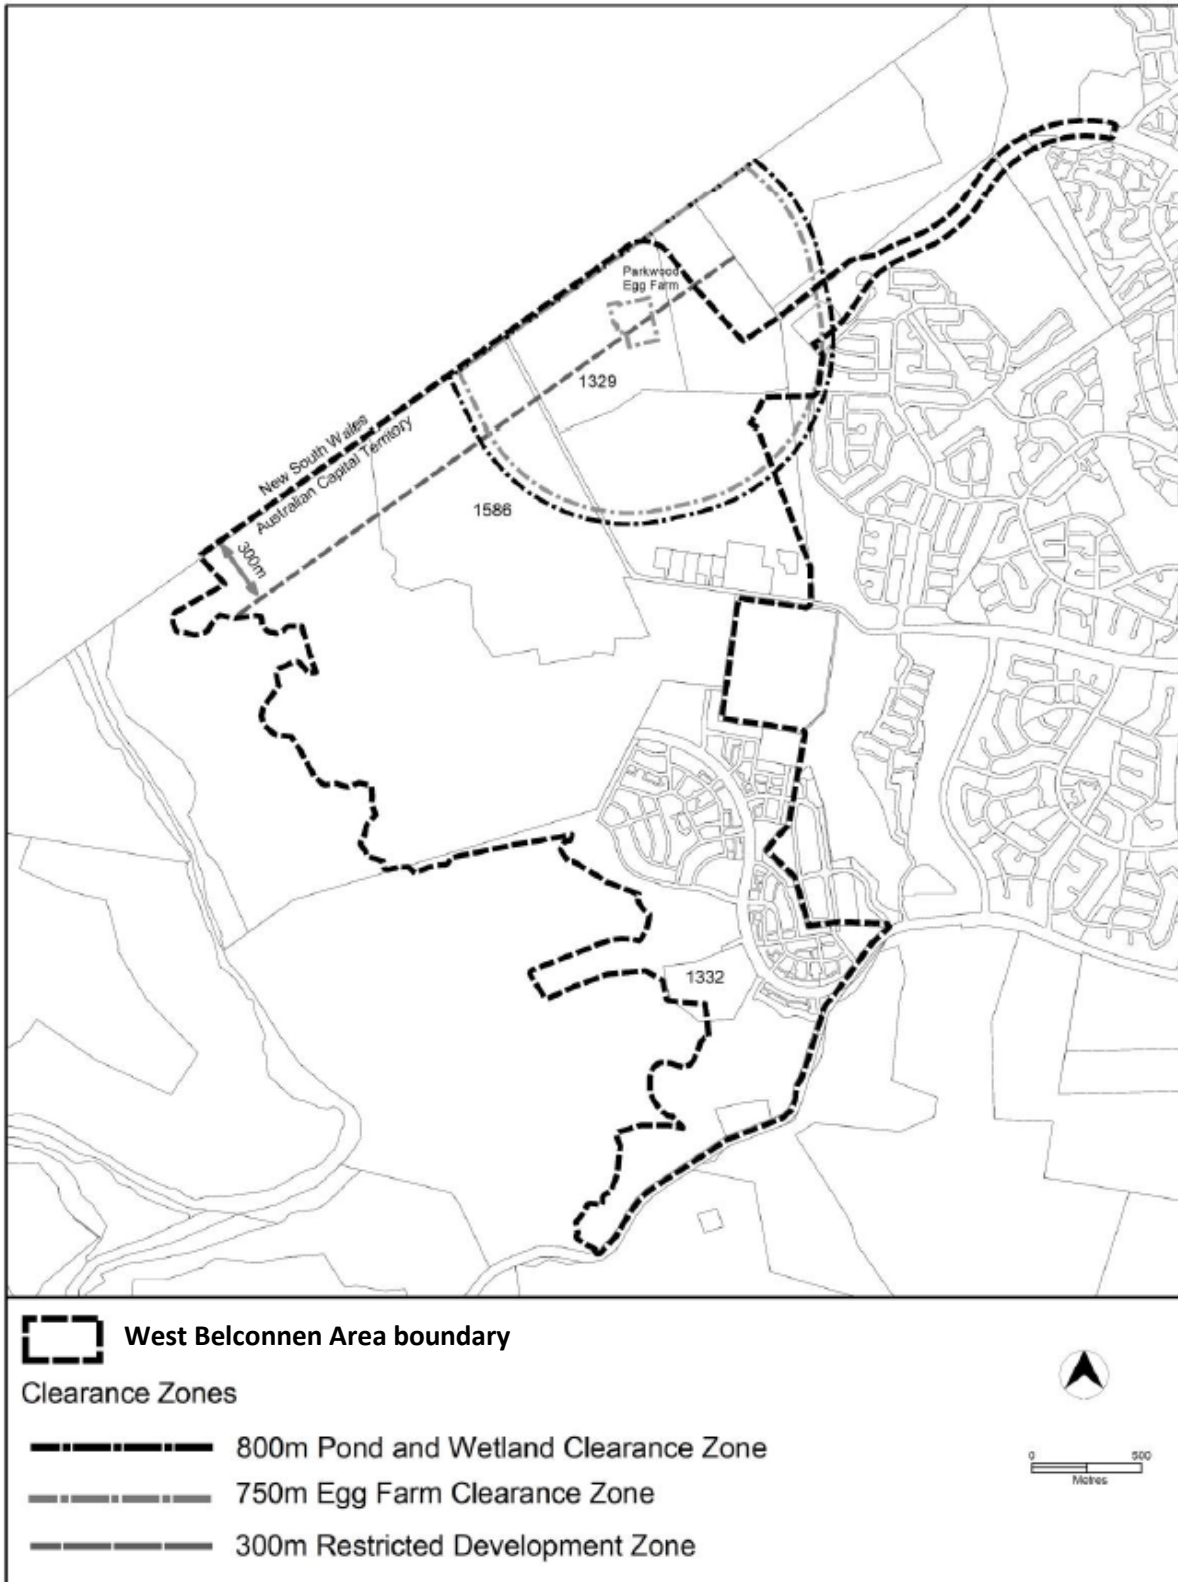 Parkwood
Egg Farm
1329
New South Wales
Australian Capital Territory
1586
300m
1332
West Belconnen Area boundary
Clearance Zones
800m Pond and Wetland Clearance Zone
750m Egg Farm Clearance Zone
300m Restricted Development Zone
0 500
Metres